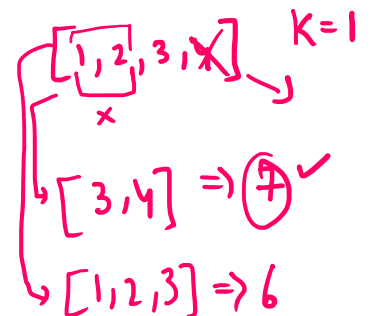 [1,2,3,4] K=1
x
[3,4] => 7 ✓
[1,2,3] => 6